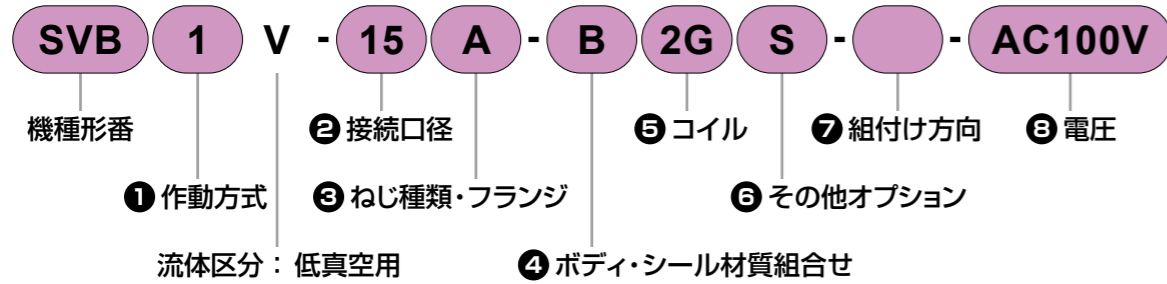 SVB 1 V - 15 A - B 2G S - - AC100V
機種形番 ❷接続口径 ❺コイル ❼組付け方向 ❽電圧
❶作動方式 ❸ねじ種類・フランジ ❻その他オプション
流体区分：低真空用 ❹ボディ・シール材質組合せ